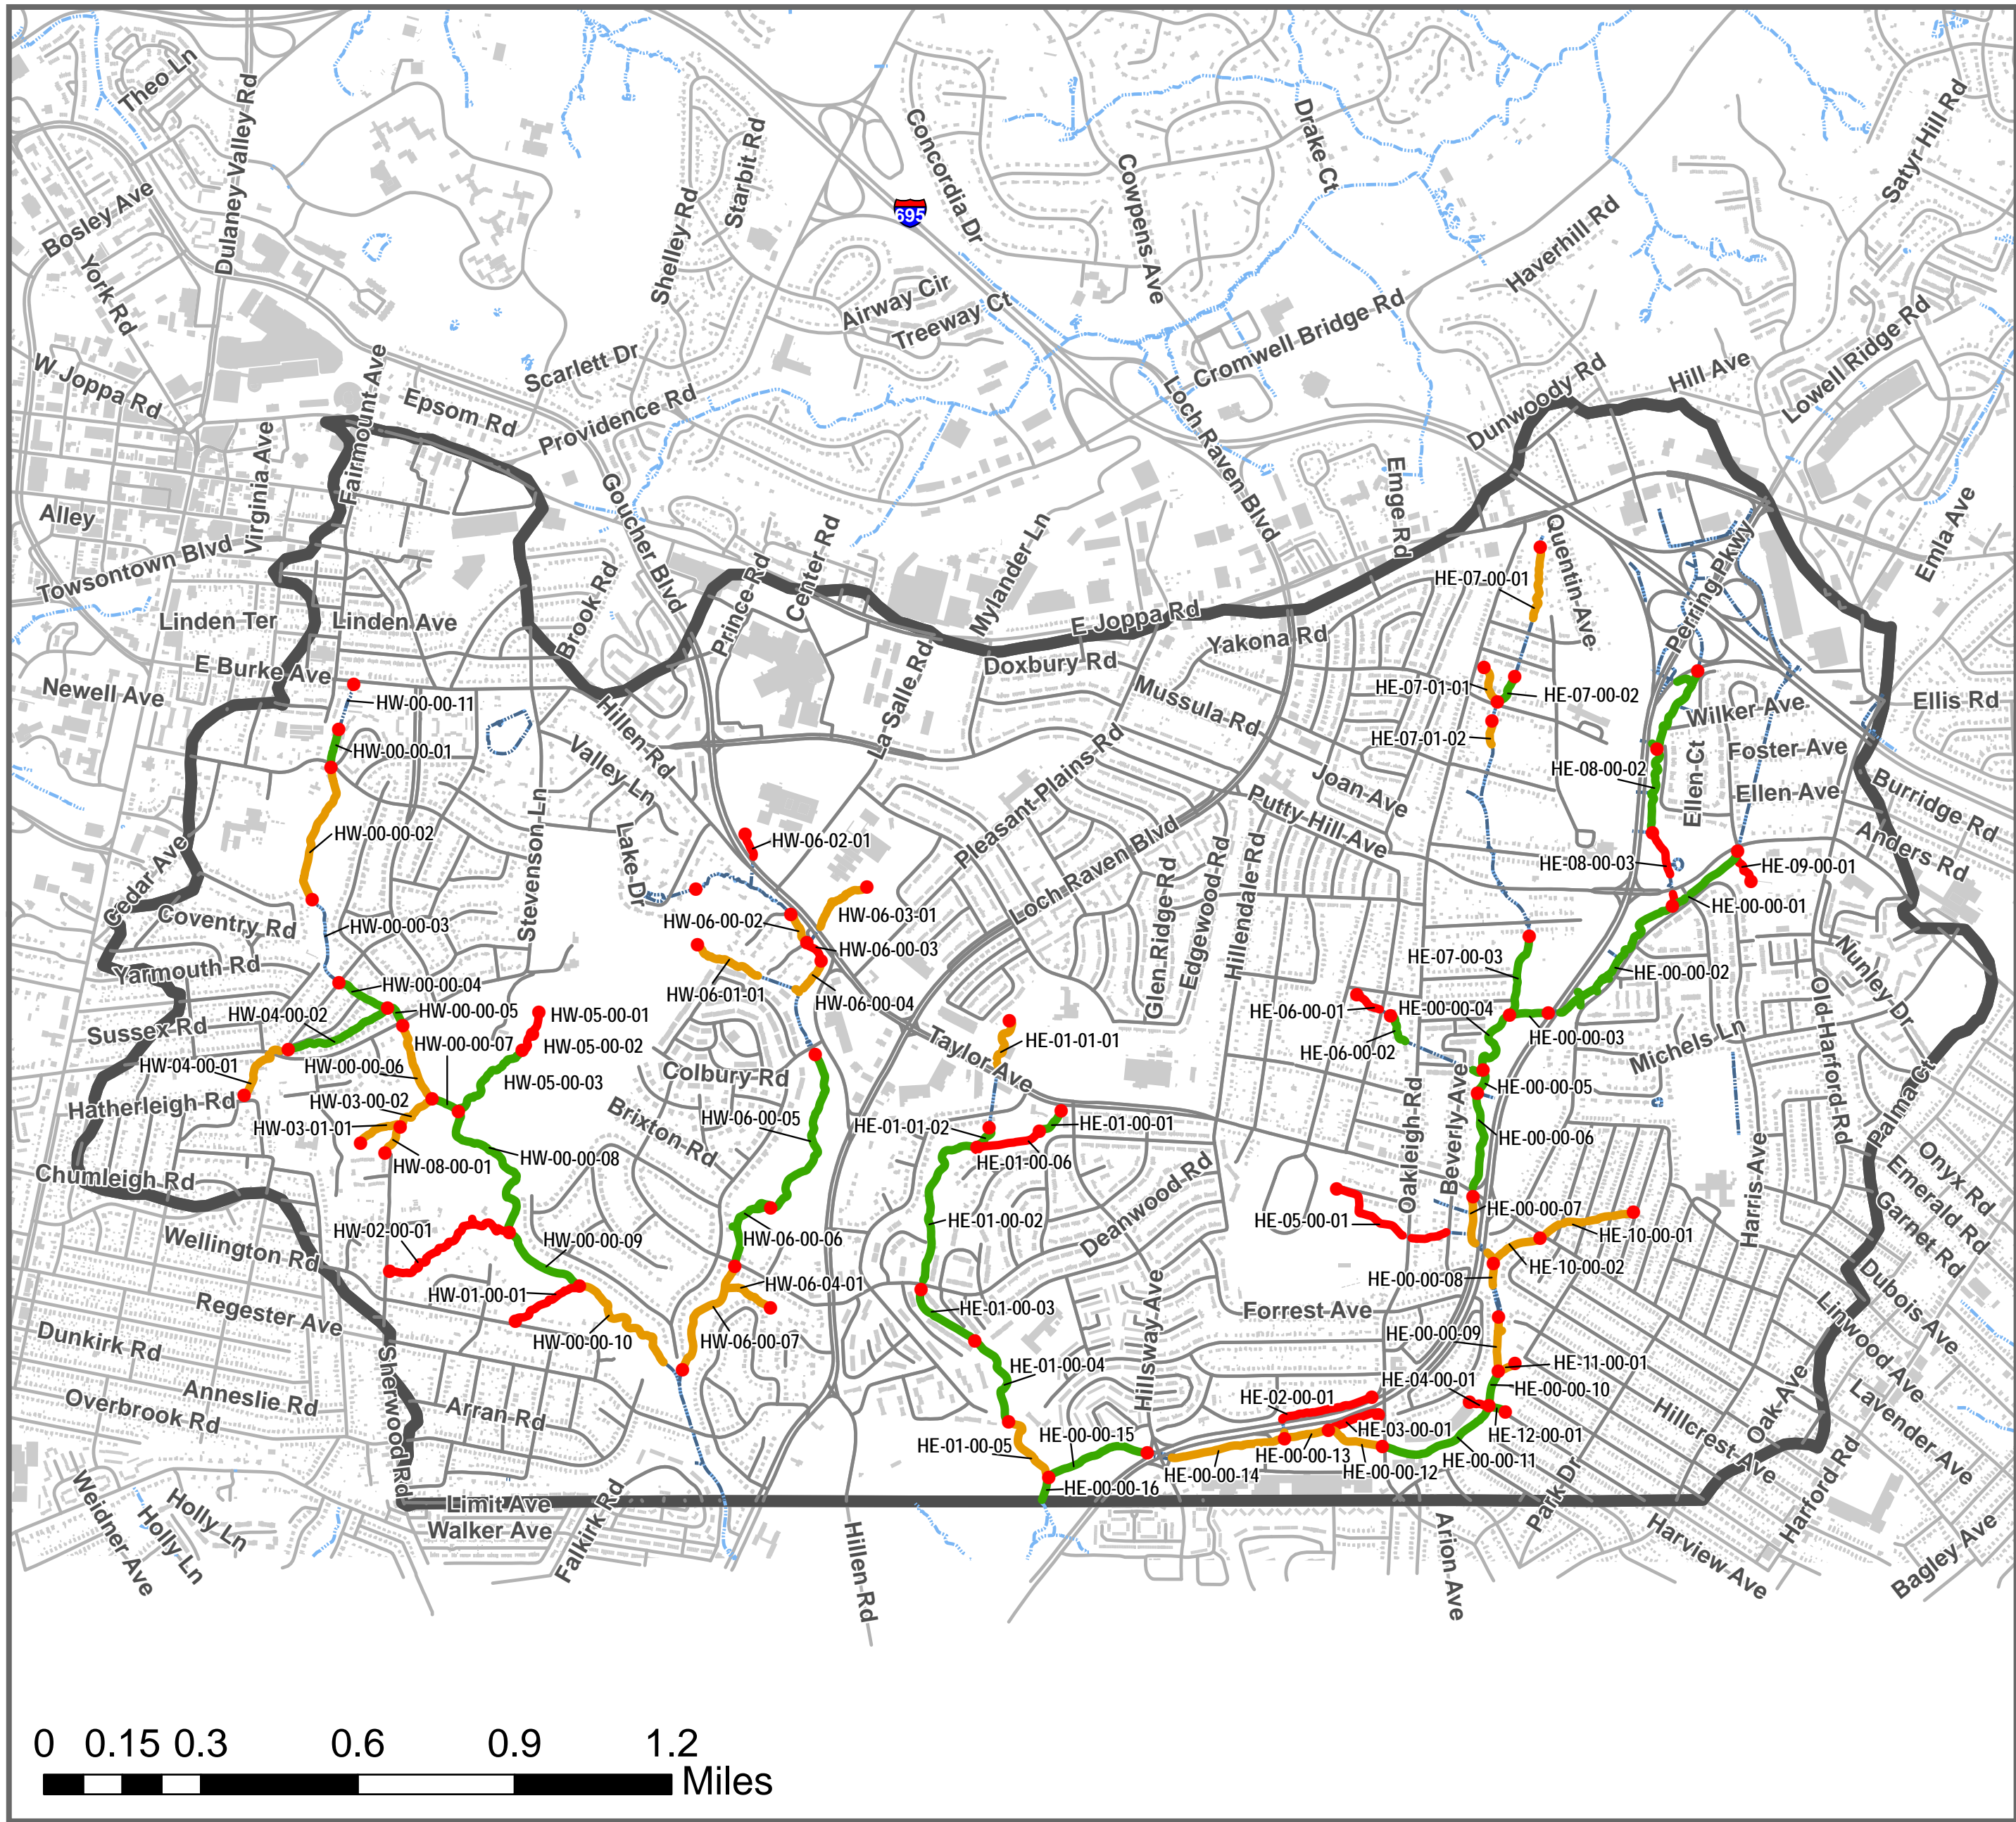 Theo Ln
Dulaney Valley Rd
Bosley Ave
York Rd
Starbit Rd
Shelley Rd
695
Concordia Dr
Cowpens Ave
Drake Ct
Satyr Hill Rd
Haverhill Rd
Airway Cir
Treeway Ct
Cromwell Bridge Rd
W Joppa Rd
Fairmount Ave
Epsom Rd
Scarlett Dr
Providence Rd
Loch Raven Blvd
Dunwoody Rd
Hill Ave
Lowell Ridge Rd
Alley
Virginia Ave
Towsontown Blvd
Goucher Blvd
Center Rd
Mylander Ln
Emge Rd
Quentin Ave
Perring Pkwy
Emla Ave
Linden Ter
Linden Ave
Brook Rd
Prince Rd
E Joppa Rd
HE-07-00-01
E Burke Ave
Newell Ave
La Salle Rd
Doxbury Rd
Yakona Rd
Mussula Rd
HE-07-01-01
HE-07-00-02
HE-07-01-02
Wilker Ave
Ellis Rd
HW-00-00-11
HW-00-00-01
Hillen Rd
Valley Ln
Pleasant Plains Rd
Joan Ave
HE-08-00-02
Foster Ave
Ellen Ct
Ellen Ave
Burridge Rd
HW-00-00-02
Stevenson Ln
Lake Dr
HW-06-02-01
Loch Raven Blvd
Putty Hill Ave
HE-08-00-03
HE-09-00-01
Anders Rd
Cedar Ave
Coventry Rd
HW-00-00-03
HW-06-00-02
HW-06-03-01
HW-06-00-03
Glen Ridge Rd
Edgewood Rd
Hillendale Rd
HE-00-00-01
Yarmouth Rd
HW-00-00-04
HW-06-01-01
HW-06-00-04
HE-07-00-03
HE-00-00-02
Nunley Dr
Old Harford Rd
Sussex Rd
HW-04-00-02
HW-00-00-05
HW-05-00-01
HE-06-00-01
HE-00-00-04
HE-00-00-03
HW-00-00-07
HW-05-00-02
Taylor Ave
HE-01-01-01
HE-06-00-02
Michels Ln
HW-04-00-01
HW-00-00-06
HW-05-00-03
Colbury Rd
HE-00-00-05
Hatherleigh Rd
HW-03-00-02
HW-03-01-01
Brixton Rd
HW-06-00-05
HE-01-01-02
HE-01-00-01
Oakleigh Rd
Beverly Ave
HE-00-00-06
Palmar Ct
Chumleigh Rd
HW-08-00-01
HW-00-00-08
HE-01-00-06
Deanwood Rd
Harris Ave
Onyx Rd
Emerald Rd
Garnet Rd
HW-02-00-01
Wellington Rd
HW-00-00-09
HW-06-00-06
HE-01-00-02
HE-05-00-01
HE-00-00-07
HE-10-00-01
HE-10-00-02
Dubois Ave
HW-01-00-01
HW-06-04-01
HE-00-00-08
Regester Ave
HE-01-00-03
Hillsway Ave
Forrest Ave
Linwood Ave
Dunkirk Rd
HW-00-00-10
HW-06-00-07
HE-00-00-09
HE-11-00-01
HE-01-00-04
HE-04-00-01
HE-00-00-10
Anneslie Rd
Overbrook Rd
Sherwood Rd
Arran Rd
HE-02-00-01
Hillcrest Ave
Oak Ave
Lavender Ave
HE-01-00-05
HE-00-00-15
HE-03-00-01
HE-12-00-01
HE-00-00-13
HE-00-00-11
HE-00-00-14
HE-00-00-12
HE-00-00-16
Weidner Ave
Holly Ln
Holly Ln
Limit Ave
Walker Ave
Falkirk Rd
Hillen Rd
Arion Ave
Park Dr
Harview Ave
Harford Rd
Bagley Ave
0 0.15 0.3 0.6 0.9 1.2
Miles